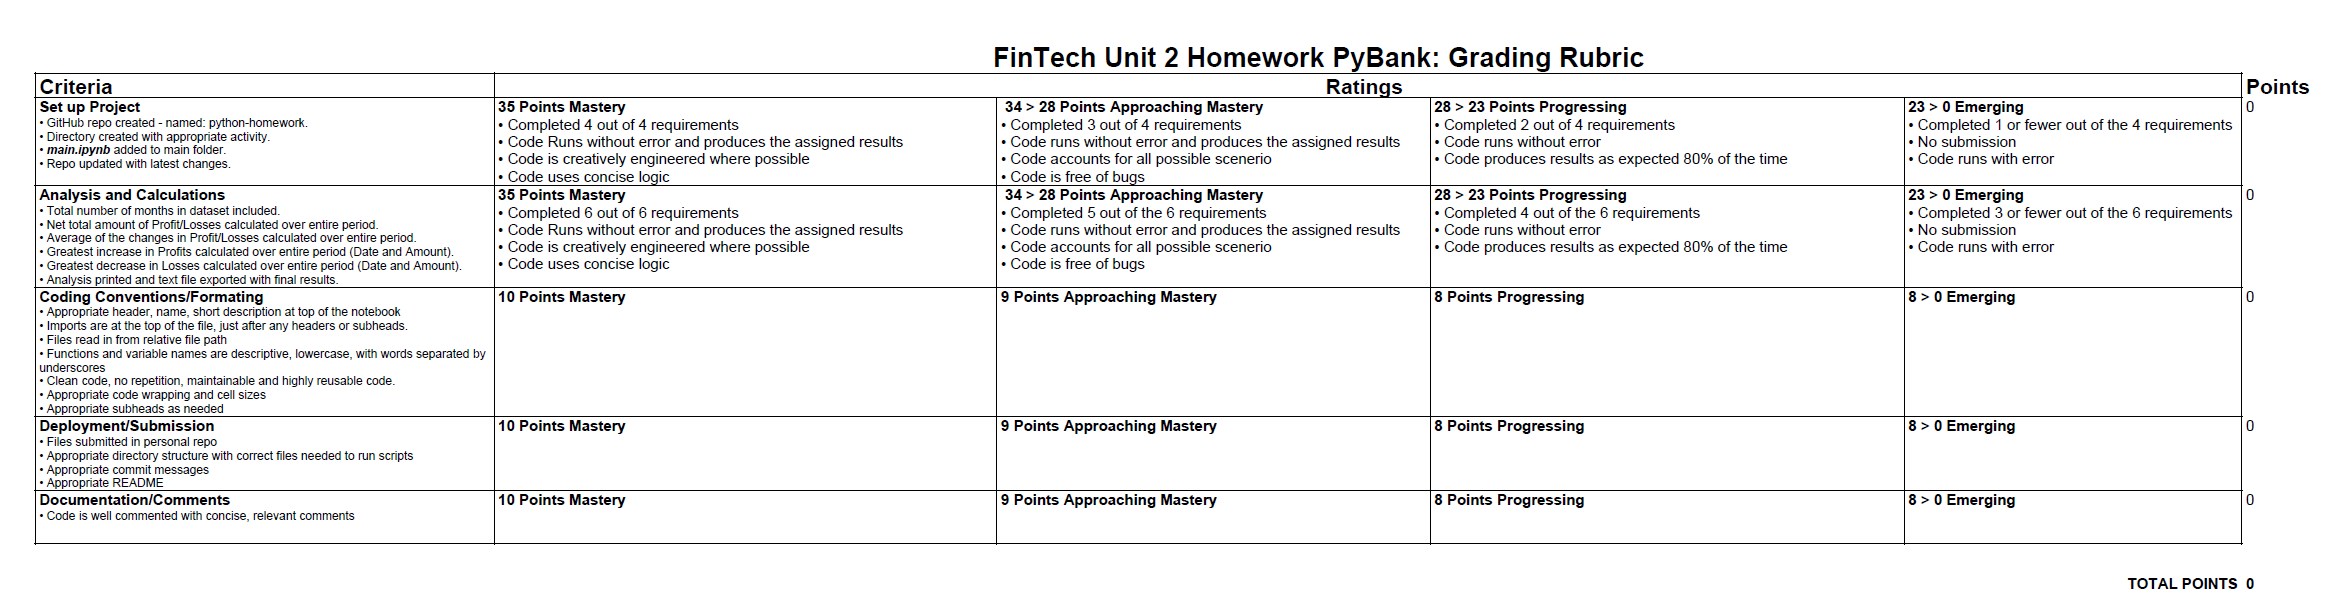 FinTech Unit 2 Homework PyBank: Grading Rubric
Criteria
Ratings
Points
Set up Project
• GitHub repo created - named: python-homework.
• Directory created with appropriate activity.
• main.ipynb added to main folder.
• Repo updated with latest changes.
35 Points Mastery
• Completed 4 out of 4 requirements
• Code Runs without error and produces the assigned results
• Code is creatively engineered where possible
• Code uses concise logic
34 > 28 Points Approaching Mastery
• Completed 3 out of 4 requirements
• Code runs without error and produces the assigned results
• Code accounts for all possible scenerio
• Code is free of bugs
28 > 23 Points Progressing
• Completed 2 out of 4 requirements
• Code runs without error
• Code produces results as expected 80% of the time
23 > 0 Emerging
• Completed 1 or fewer out of the 4 requirements
• No submission
• Code runs with error
0
Analysis and Calculations
• Total number of months in dataset included.
• Net total amount of Profit/Losses calculated over entire period.
• Average of the changes in Profit/Losses calculated over entire period.
• Greatest increase in Profits calculated over entire period (Date and Amount).
• Greatest decrease in Losses calculated over entire period (Date and Amount).
• Analysis printed and text file exported with final results.
35 Points Mastery
• Completed 6 out of 6 requirements
• Code Runs without error and produces the assigned results
• Code is creatively engineered where possible
• Code uses concise logic
34 > 28 Points Approaching Mastery
• Completed 5 out of the 6 requirements
• Code runs without error and produces the assigned results
• Code accounts for all possible scenerio
• Code is free of bugs
28 > 23 Points Progressing
• Completed 4 out of the 6 requirements
• Code runs without error
• Code produces results as expected 80% of the time
23 > 0 Emerging
• Completed 3 or fewer out of the 6 requirements
• No submission
• Code runs with error
0
Coding Conventions/Formating
• Appropriate header, name, short description at top of the notebook
• Imports are at the top of the file, just after any headers or subheads.
• Files read in from relative file path
• Functions and variable names are descriptive, lowercase, with words separated by
underscores
• Clean code, no repetition, maintainable and highly reusable code.
• Appropriate code wrapping and cell sizes
• Appropriate subheads as needed
10 Points Mastery
9 Points Approaching Mastery
8 Points Progressing
8 > 0 Emerging
0
Deployment/Submission
• Files submitted in personal repo
• Appropriate directory structure with correct files needed to run scripts
• Appropriate commit messages
• Appropriate README
10 Points Mastery
9 Points Approaching Mastery
8 Points Progressing
8 > 0 Emerging
0
Documentation/Comments
• Code is well commented with concise, relevant comments
10 Points Mastery
9 Points Approaching Mastery
8 Points Progressing
8 > 0 Emerging
0
TOTAL POINTS 0